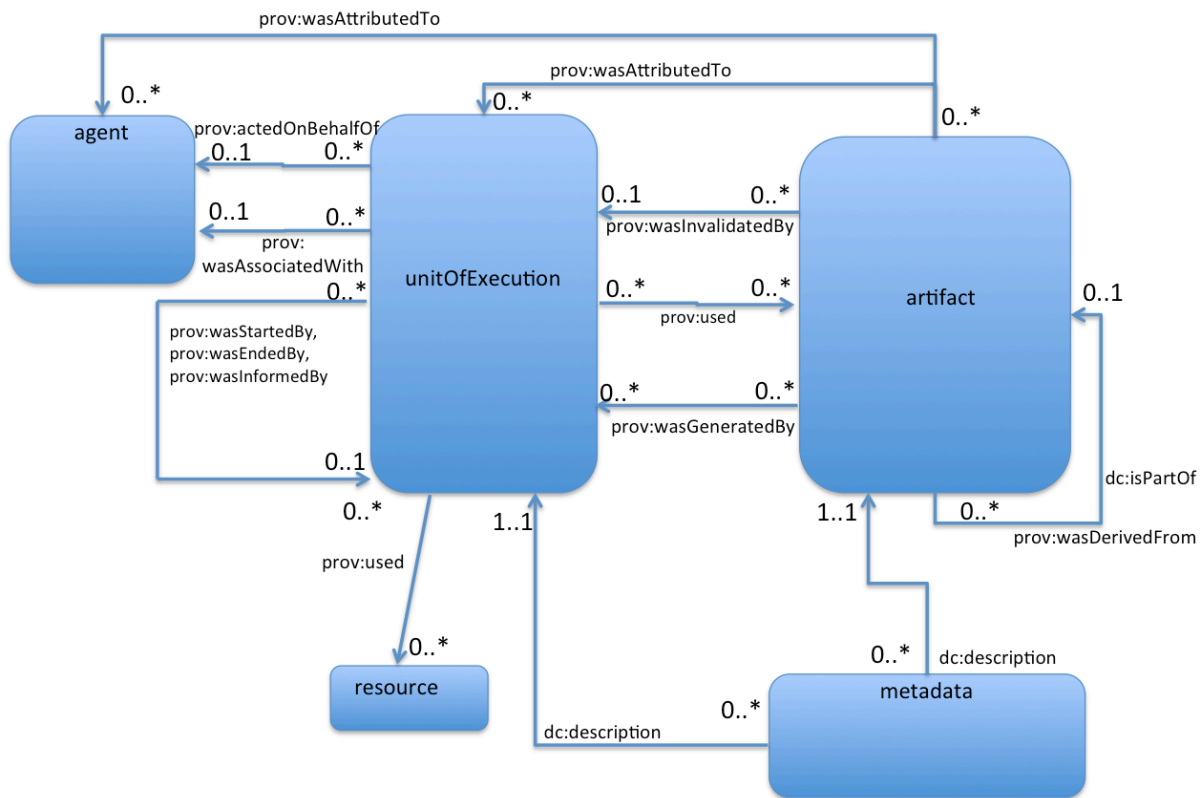 prov:wasAttributedTo
prov:wasAttributedTo
0..*
0..*
0..*
agent
prov:actedOnBehalfOf
0..1
0..*
0..1
0..*
prov:
wasAssociatedWith
0..*
unitOfExecution
0..1
0..*
prov:wasInvalidatedBy
artifact
0..1
0..*
0..*
prov:used
prov:wasStartedBy,
prov:wasEndedBy,
prov:wasInformedBy
0..*
0..*
prov:wasGeneratedBy
0..1
dc:isPartOf
0..*
1..1
1..1
0..*
prov:wasDerivedFrom
prov:used
0..*
resource
0..*
dc:description
metadada
0..*
dc:description